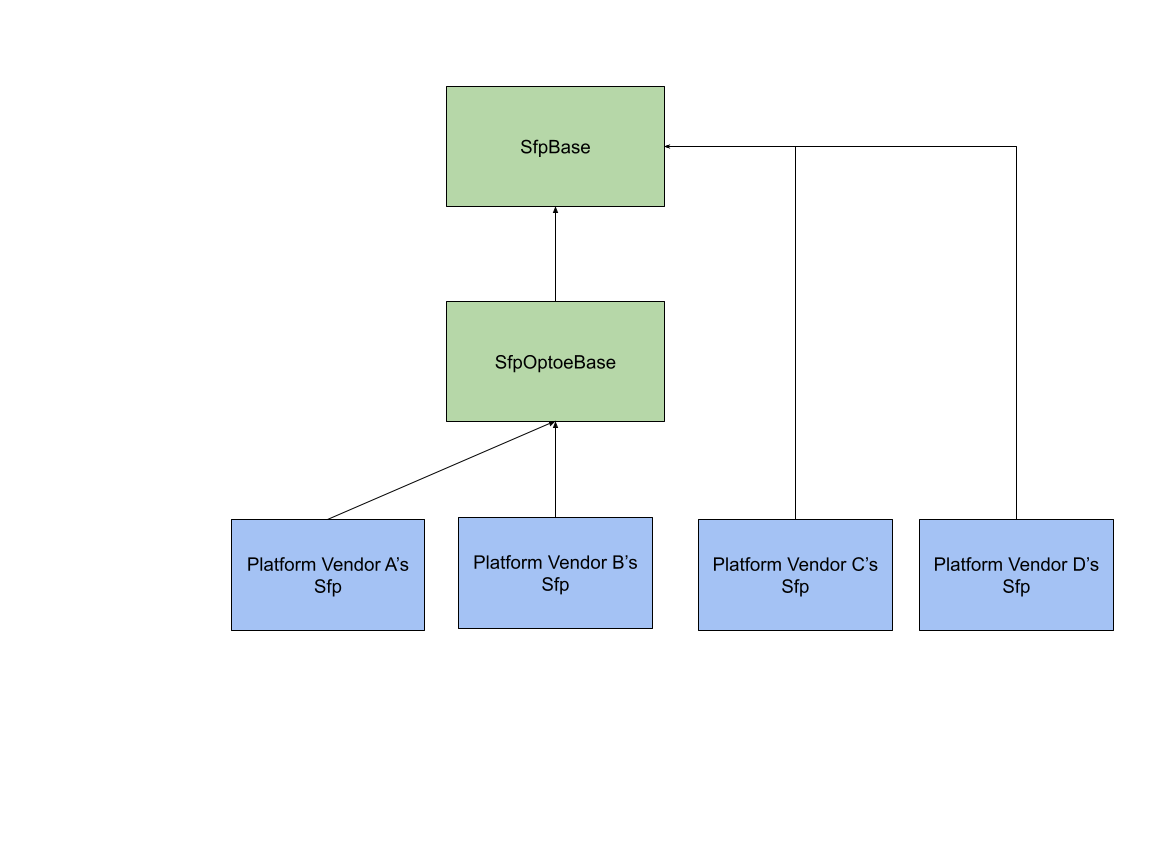 SfpBase
SfpOptoeBase
Platform Vendor A’s
Sfp
Platform Vendor B’s
Sfp
Platform Vendor C’s
Sfp
Platform Vendor D’s
Sfp